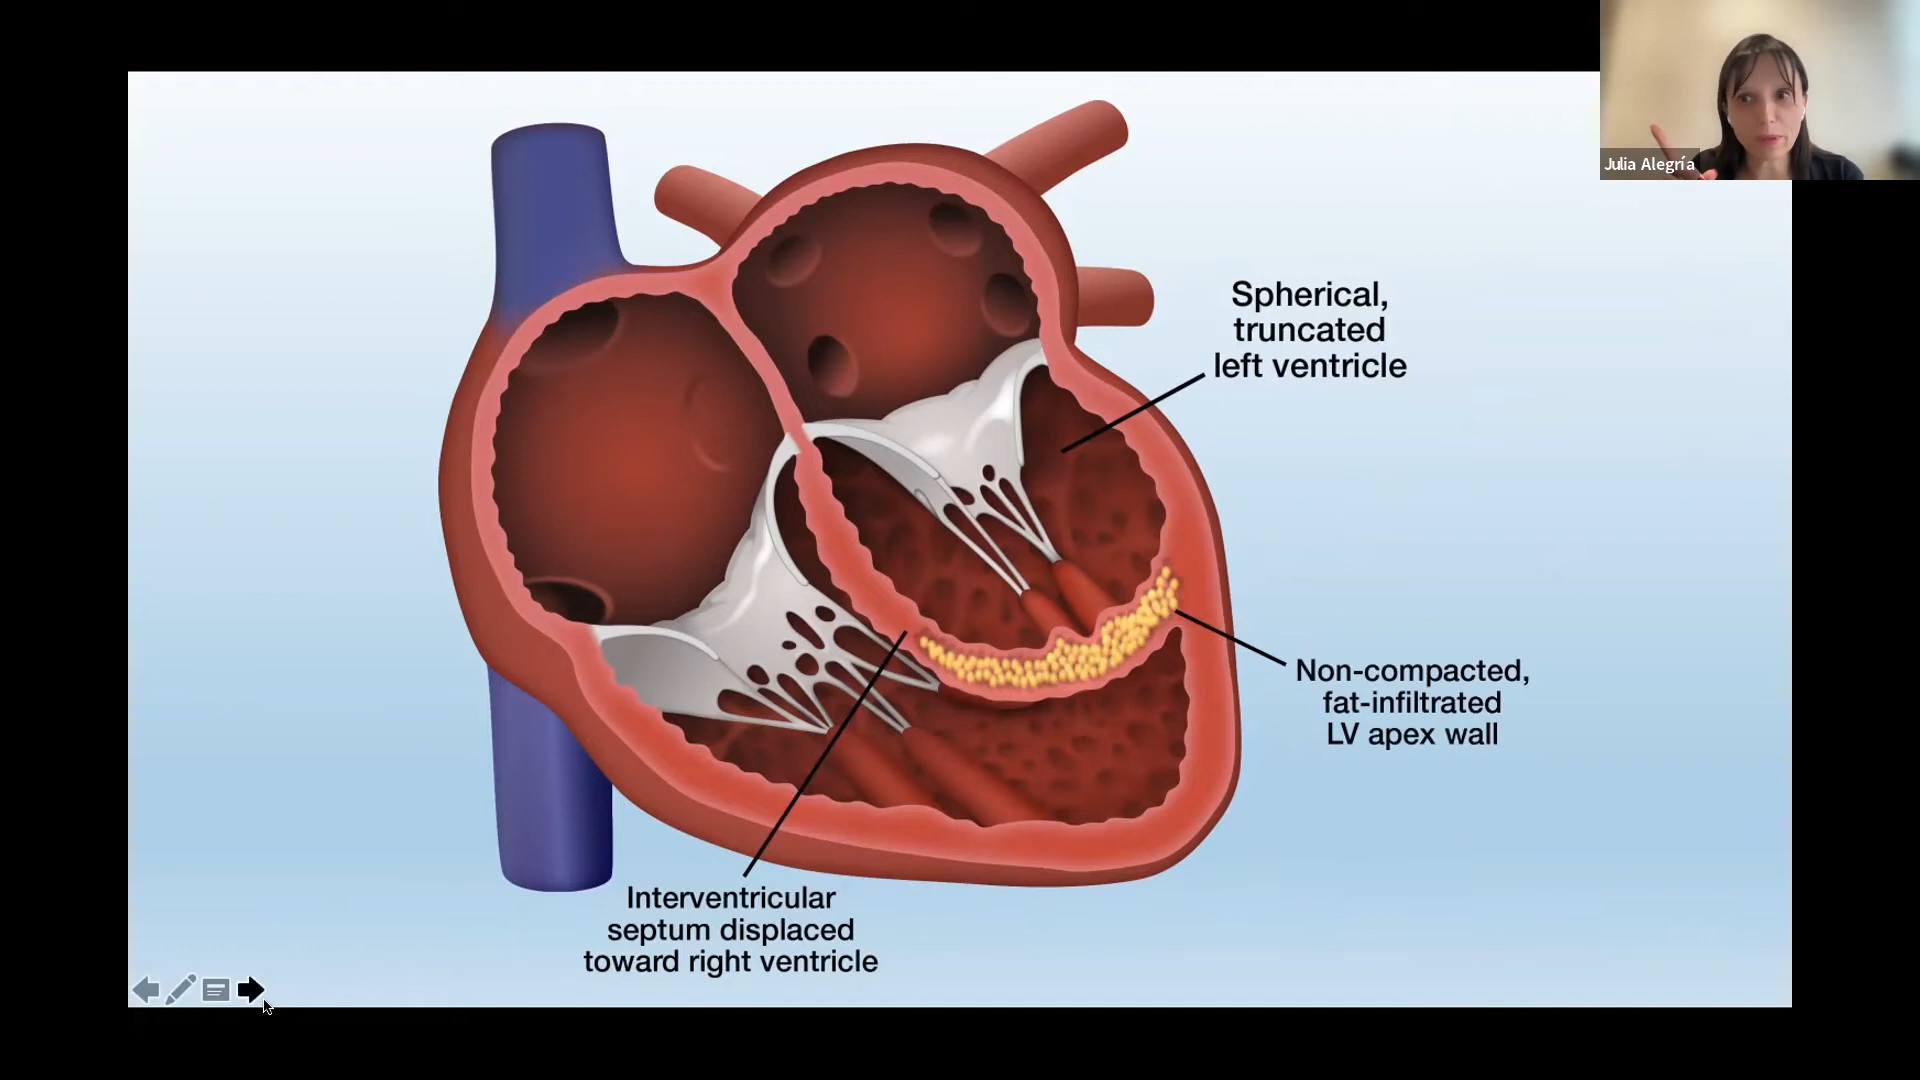 Julia Alegría
Spherical,
truncated
left ventricle
Non-compacted,
fat-infiltrated
LV apex wall
Interventricular
septum displaced
toward right ventricle